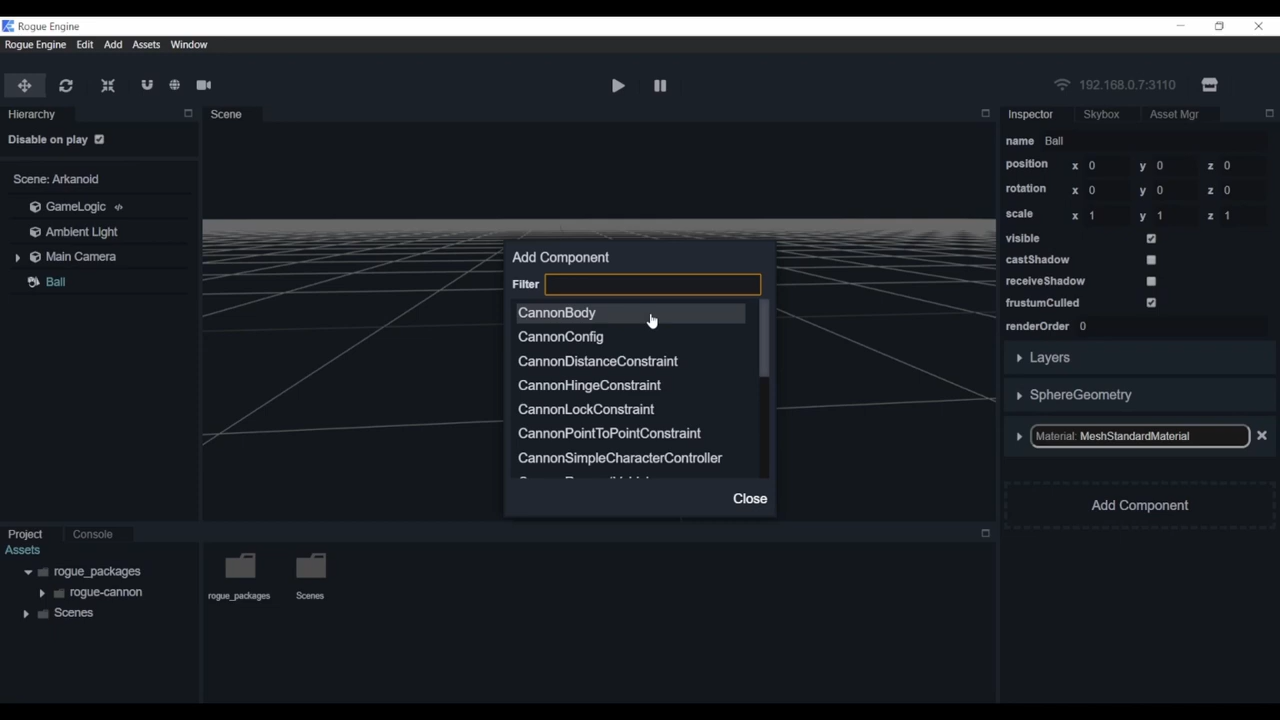 Rogue Engine
Rogue Engine Edit Add Assets Window
192.168.0.7:3110
Hierarchy
Disable on play
Scene: Arkanoid
GameLogic
Ambient Light
Main Camera
Ball
Scene
Add Component
Filter
CannonBody
CannonConfig
CannonDistanceConstraint
CannonHingeConstraint
CannonLockConstraint
CannonPointToPointConstraint
CannonSimpleCharacterController
Close
Inspector Skybox Asset Mgr
name Ball
position x 0 y 0 z 0
rotation x 0 y 0 z 0
scale x 1 y 1 z 1
visible
castShadow
receiveShadow
frustumCulled
renderOrder 0
Layers
SphereGeometry
Material: MeshStandardMaterial
Add Component
Project Console
Assets
rogue_packages
rogue-cannon
Scenes
rogue_packages
Scenes